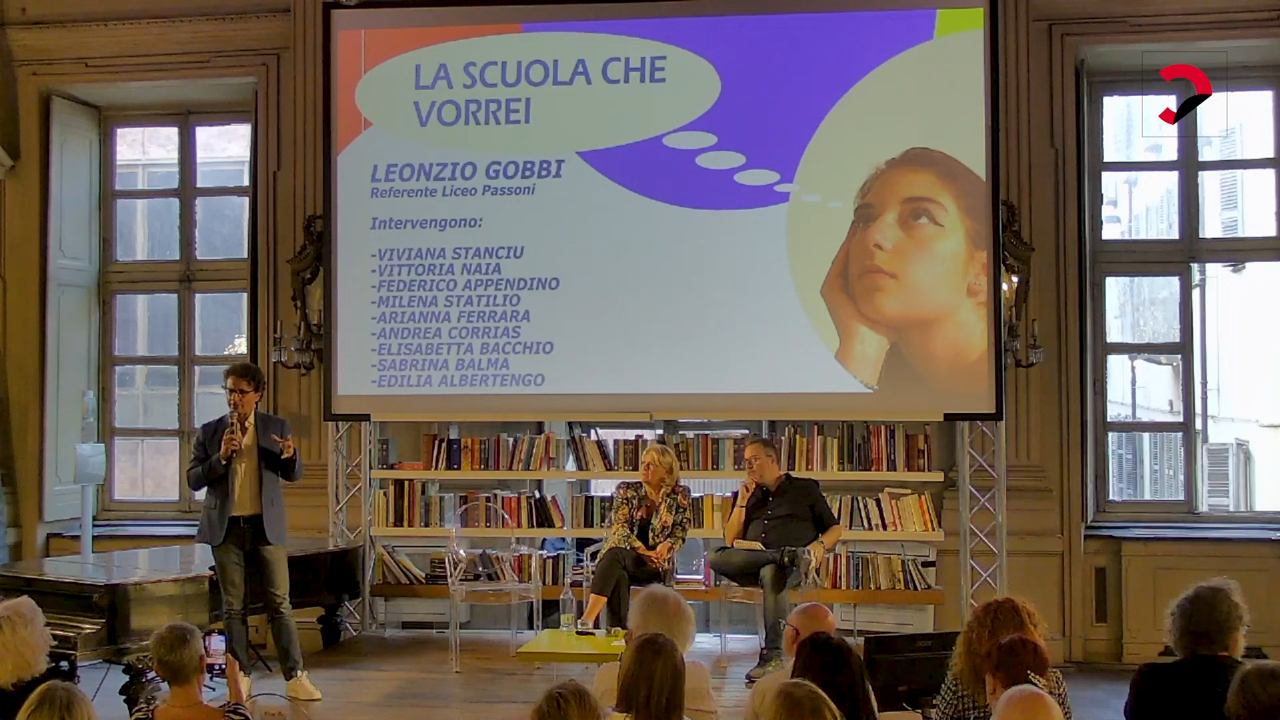 LA SCUOLA CHE
VORREI
LEONZIO GOBBI
Referente Liceo Passoni
Intervengono:
-VIVIANA STANCIU
-VITTORIA NAIA
-FEDERICO APPENDINO
-MILENA STATILIO
-ARIANNA FERRARA
-ANDREA CORRIAS
-ELISABETTA BACCHIO
-SABRINA BALMA
-EDILIA ALBERTENGO